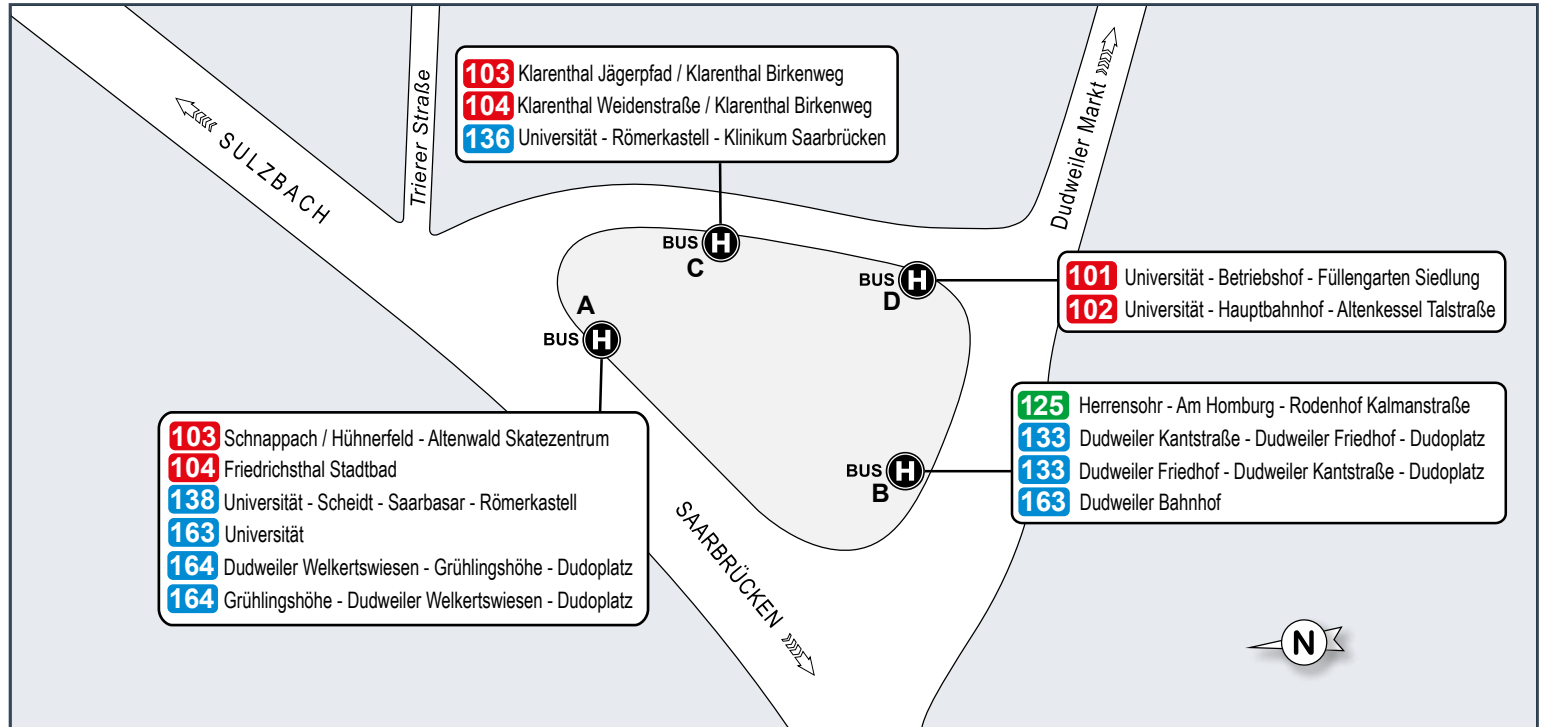 103 Klarenthal Jägerpfad / Klarenthal Birkenweg
104 Klarenthal Weidenstraße / Klarenthal Birkenweg
136 Universität - Römerkastell - Klinikum Saarbrücken
SULZBACH
Trierer Straße
Dudweiler Markt
BUS H
C
BUS H
D
101 Universität - Betriebshof - Füllengarten Siedlung
102 Universität - Hauptbahnhof - Altenkessel Talstraße
A
BUS H
BUS H
B
125 Herrensohr - Am Homburg - Rodenhof Kalmanstraße
133 Dudweiler Kantstraße - Dudweiler Friedhof - Dudoplatz
133 Dudweiler Friedhof - Dudweiler Kantstraße - Dudoplatz
163 Dudweiler Bahnhof
103 Schnappach / Hühnerfeld - Altenwald Skatezentrum
104 Friedrichsthal Stadtbad
138 Universität - Scheidt - Saarbasar - Römerkastell
163 Universität
164 Dudweiler Welkertswiesen - Grühlingshöhe - Dudoplatz
164 Grühlingshöhe - Dudweiler Welkertswiesen - Dudoplatz
SAARBRÜCKEN
N